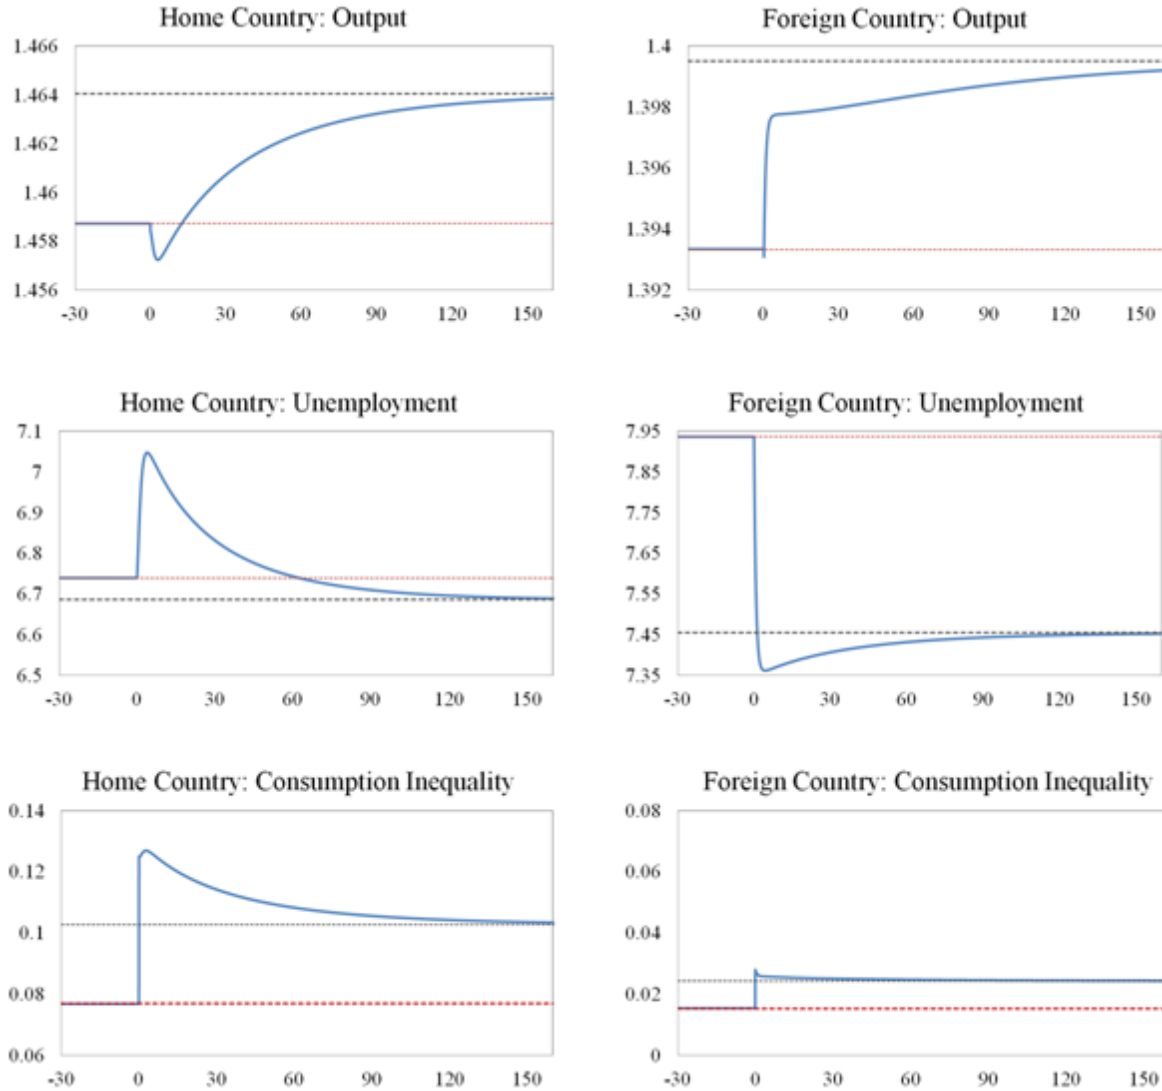 Home Country: Output
1.466
1.464
1.462
1.46
1.458
1.456
-30 0 30 60 90 120 150
Foreign Country: Output
1.4
1.398
1.396
1.394
1.392
-30 0 30 60 90 120 150
Home Country: Unemployment
7.1
7
6.9
6.8
6.7
6.6
6.5
-30 0 30 60 90 120 150
Foreign Country: Unemployment
7.95
7.85
7.75
7.65
7.55
7.45
7.35
-30 0 30 60 90 120 150
Home Country: Consumption Inequality
0.14
0.12
0.1
0.08
0.06
-30 0 30 60 90 120 150
Foreign Country: Consumption Inequality
0.08
0.06
0.04
0.02
0
-30 0 30 60 90 120 150